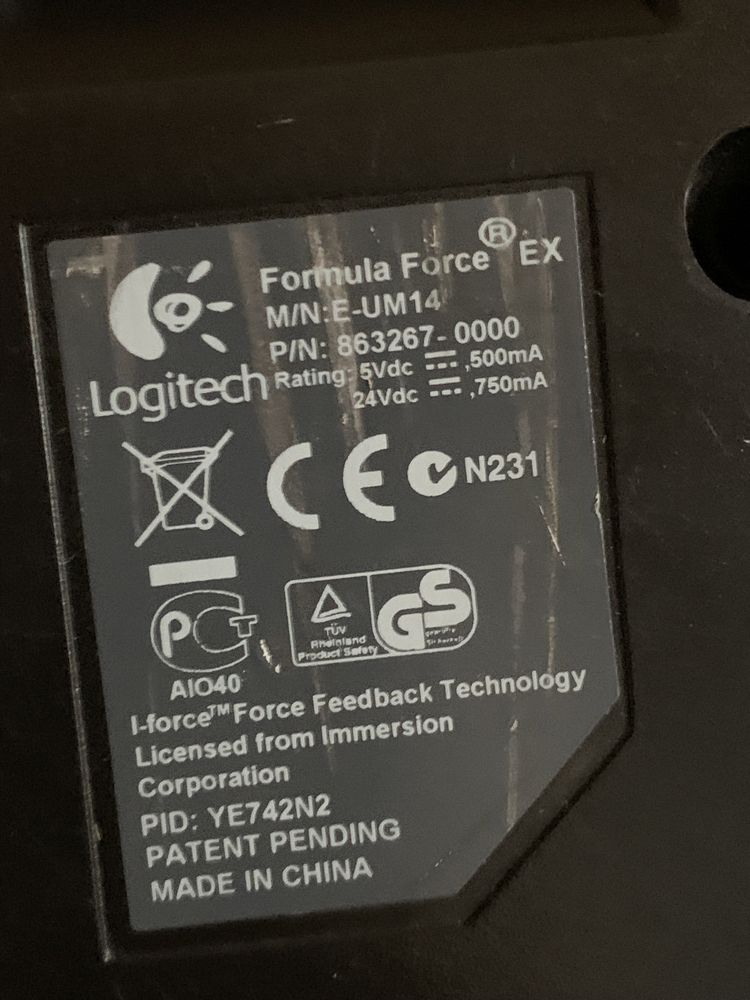 Formula Force® EX
M/N:E-UM14
P/N: 863267-0000
Logitech
Rating: 5Vdc ⎓ ,500mA
24Vdc ⎓ ,750mA
CE N231
PCT
AIO40
TÜV
Rheinland
Product Safety
GS
I-force™ Force Feedback Technology
Licensed from Immersion
Corporation
PID: YE742N2
PATENT PENDING
MADE IN CHINA